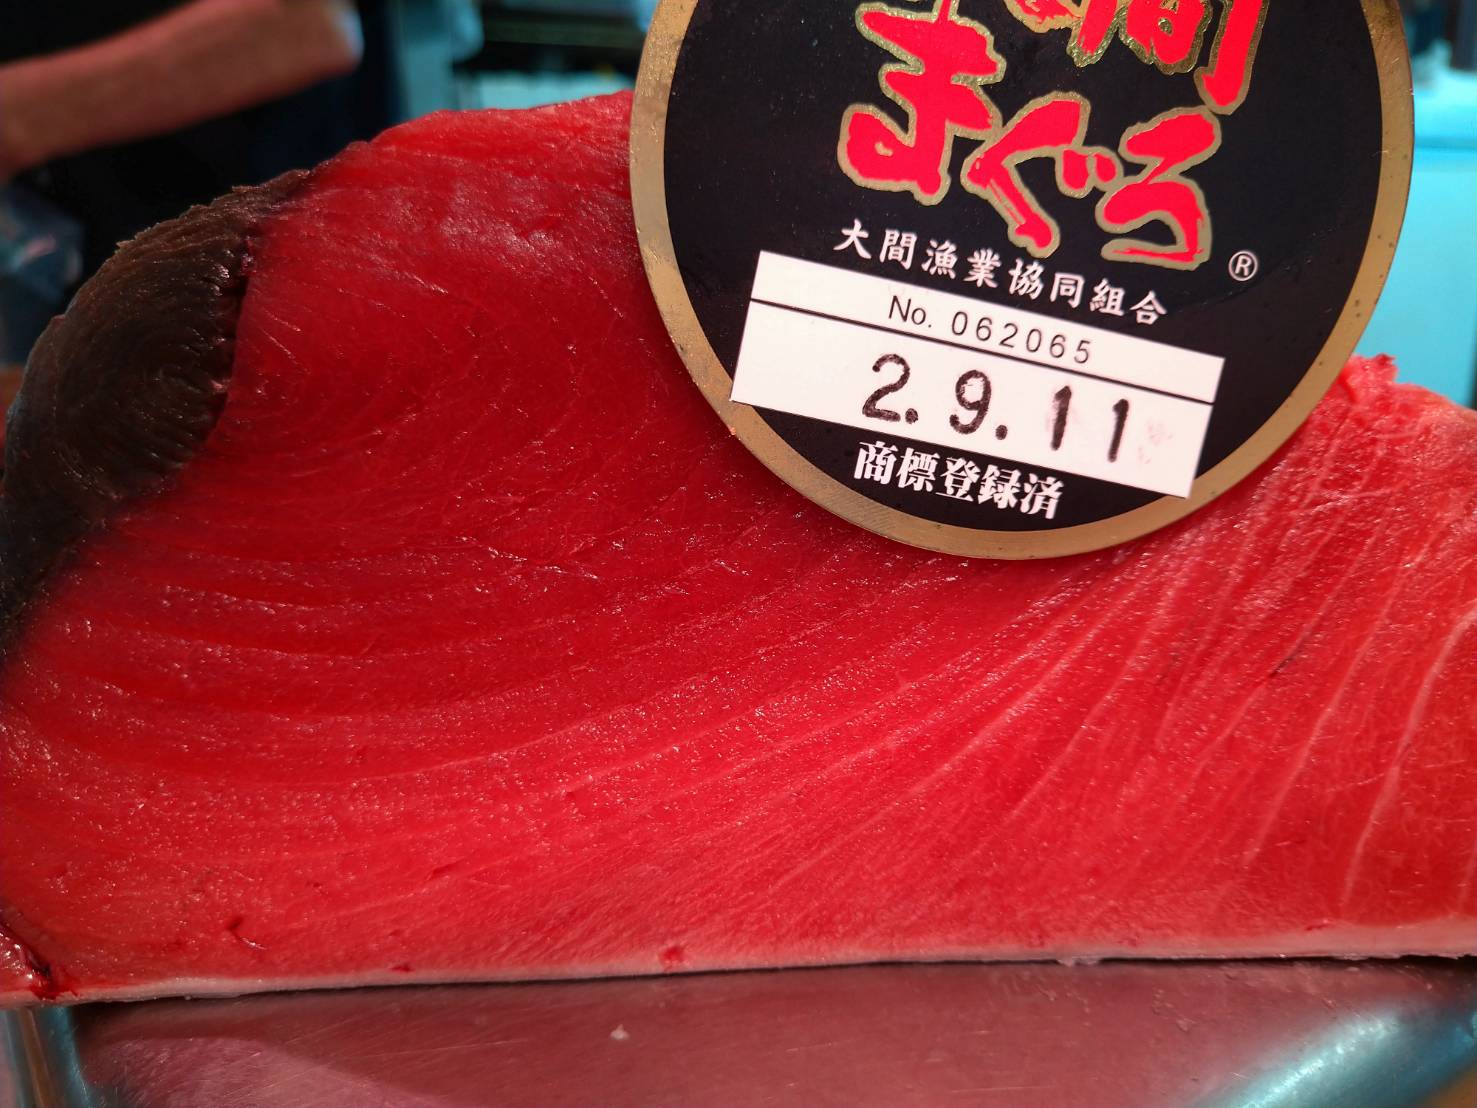 間
まぐろ
大間漁業協同組合 ®
No. 062065
2.9.11
商標登録済